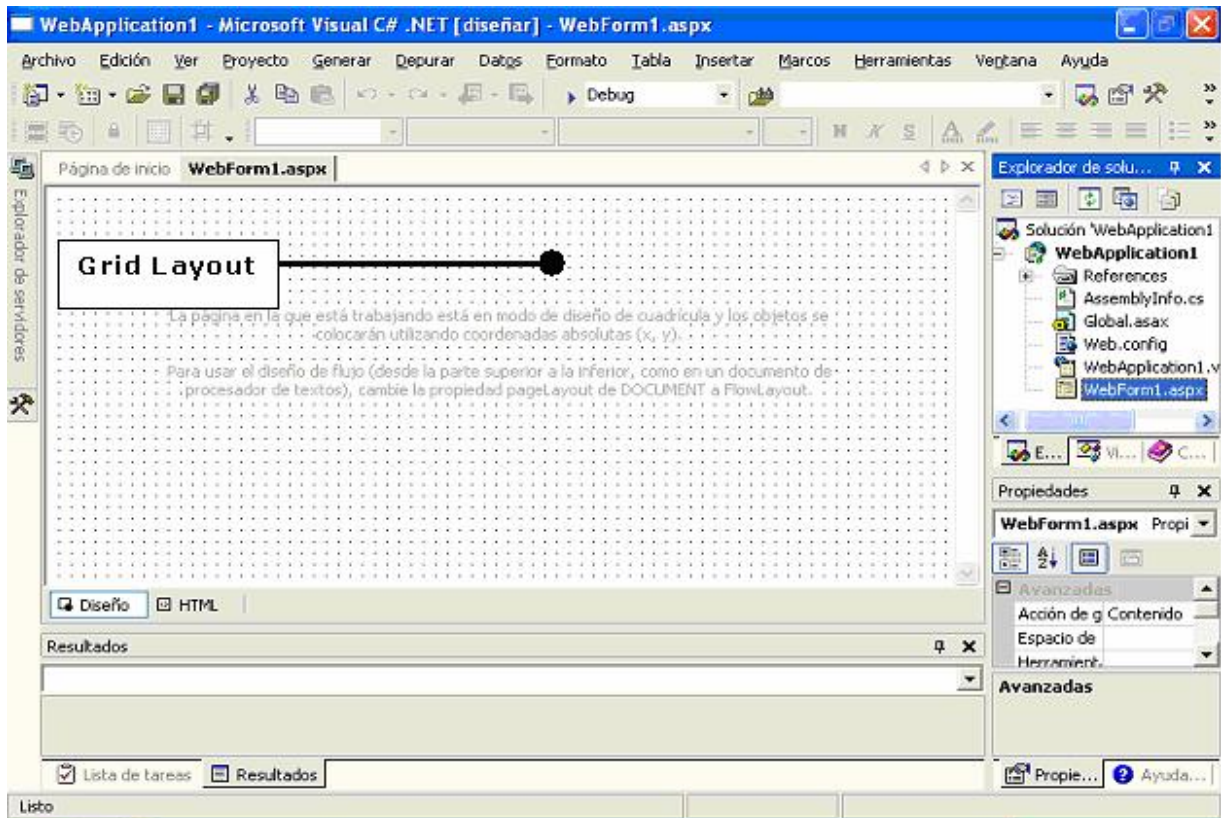 WebApplication1 - Microsoft Visual C# .NET [diseñar] - WebForm1.aspx
Archivo Edición Ver Proyecto Generar Depurar Datos Formato Tabla Insertar Marcos Herramientas Ventana Ayuda
Debug
N K S A
Explorador de servidores
Página de inicio WebForm1.aspx
Grid Layout
La página en la que está trabajando está en modo de diseño de cuadrícula y los objetos se
colocarán utilizando coordenadas absolutas (x, y).
Para usar el diseño de flujo (desde la parte superior a la inferior, como en un documento de
procesador de textos), cambie la propiedad pageLayout de DOCUMENT a FlowLayout.
Diseño HTML
Resultados
Lista de tareas Resultados
Explorador de solu...
Solución 'WebApplication1
WebApplication1
References
AssemblyInfo.cs
Global.asax
Web.config
WebApplication1.v
WebForm1.aspx
E... Vi... C...
Propiedades
WebForm1.aspx Propi
Avanzadas
Acción de g Contenido
Espacio de
Herramient.
Avanzadas
Propie... Ayuda...
Listo